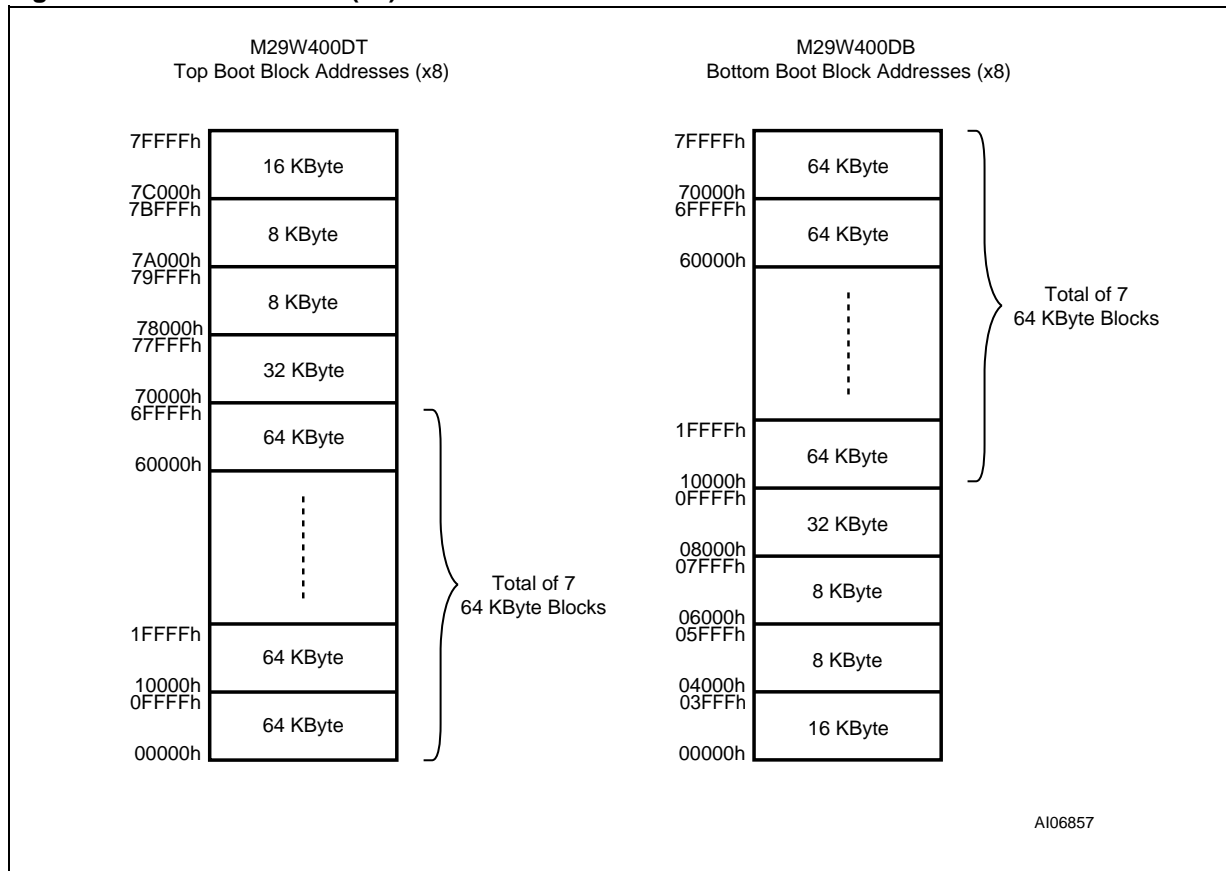 M29W400DT
Top Boot Block Addresses (x8)
7FFFFh
16 KByte
7C000h
7BFFFh
8 KByte
7A000h
79FFFh
8 KByte
78000h
77FFFh
32 KByte
70000h
6FFFFh
64 KByte
60000h
Total of 7
64 KByte Blocks
1FFFFh
64 KByte
10000h
0FFFFh
64 KByte
00000h
M29W400DB
Bottom Boot Block Addresses (x8)
7FFFFh
64 KByte
70000h
6FFFFh
64 KByte
60000h
Total of 7
64 KByte Blocks
1FFFFh
64 KByte
10000h
0FFFFh
32 KByte
08000h
07FFFh
8 KByte
06000h
05FFFh
8 KByte
04000h
03FFFh
16 KByte
00000h
AI06857